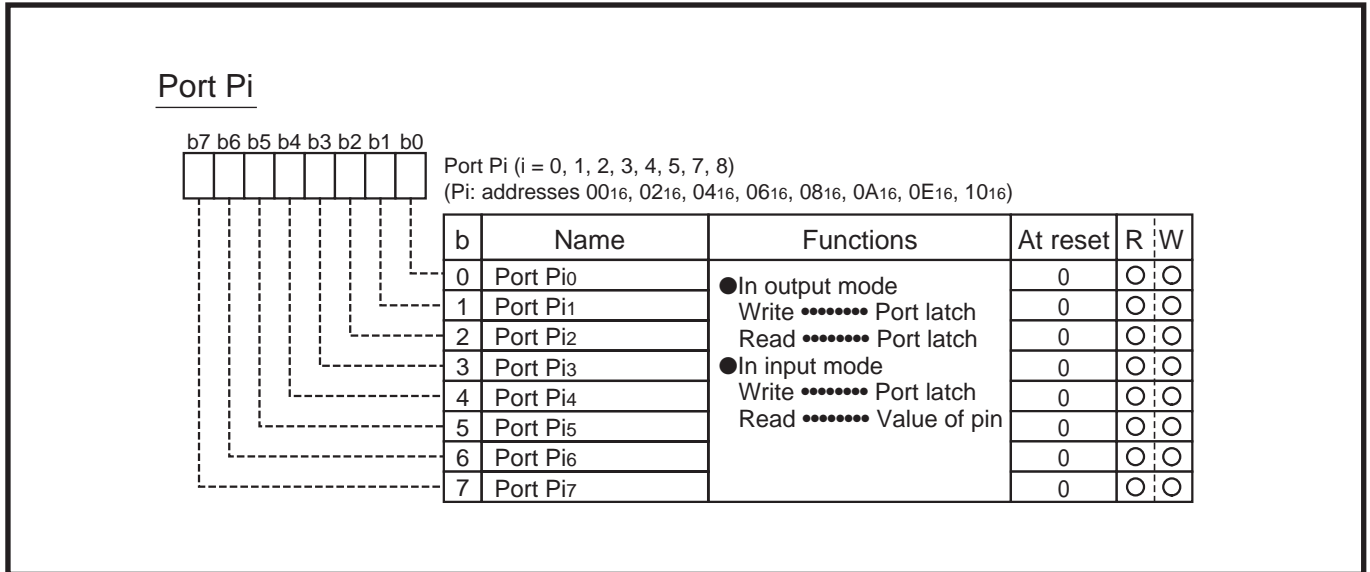 Port Pi
b7 b6 b5 b4 b3 b2 b1 b0
Port Pi (i = 0, 1, 2, 3, 4, 5, 7, 8)
(Pi: addresses 0016, 0216, 0416, 0616, 0816, 0A16, 0E16, 1016)
b Name Functions At reset R W
0 Port Pi0 0 ○ ○
1 Port Pi1 0 ○ ○
2 Port Pi2 0 ○ ○
3 Port Pi3 0 ○ ○
4 Port Pi4 0 ○ ○
5 Port Pi5 0 ○ ○
6 Port Pi6 0 ○ ○
7 Port Pi7 0 ○ ○
●In output mode
Write •••••••• Port latch
Read •••••••• Port latch
●In input mode
Write •••••••• Port latch
Read •••••••• Value of pin